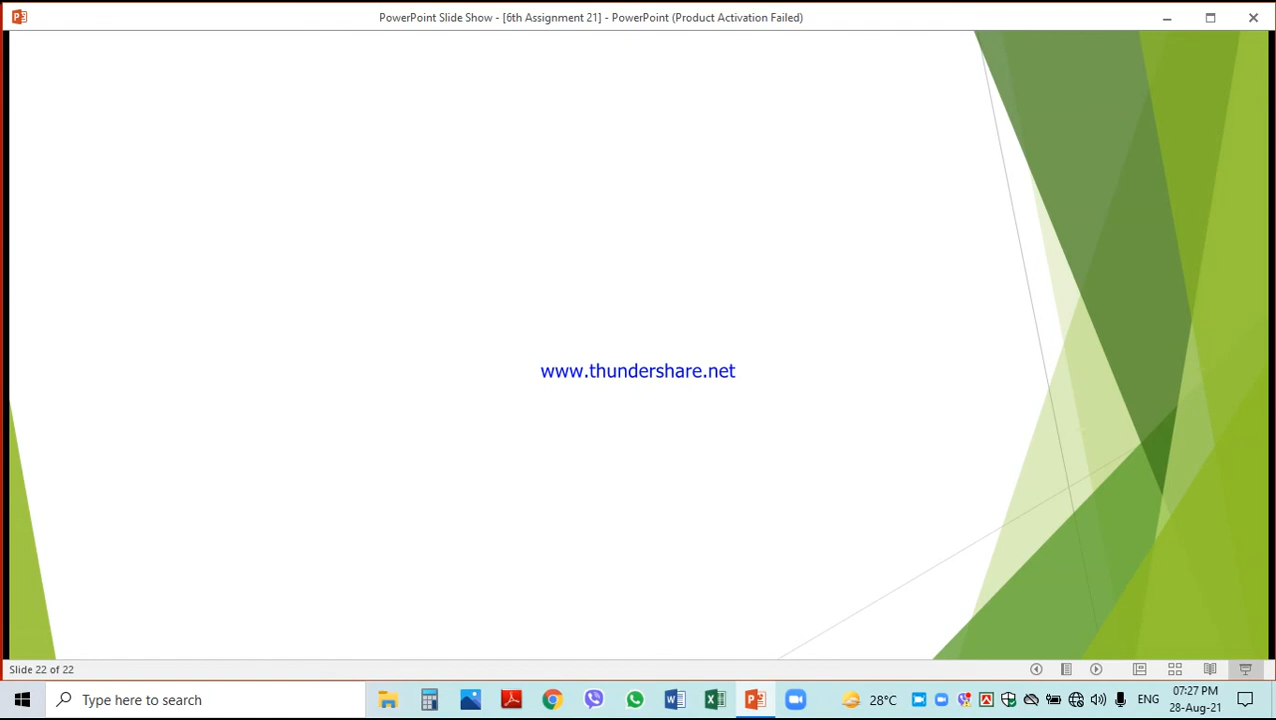 PowerPoint Slide Show - [6th Assignment 21] - PowerPoint (Product Activation Failed)
www.thundershare.net
Slide 22 of 22
Type here to search
28°C
ENG
07:27 PM
28-Aug-21